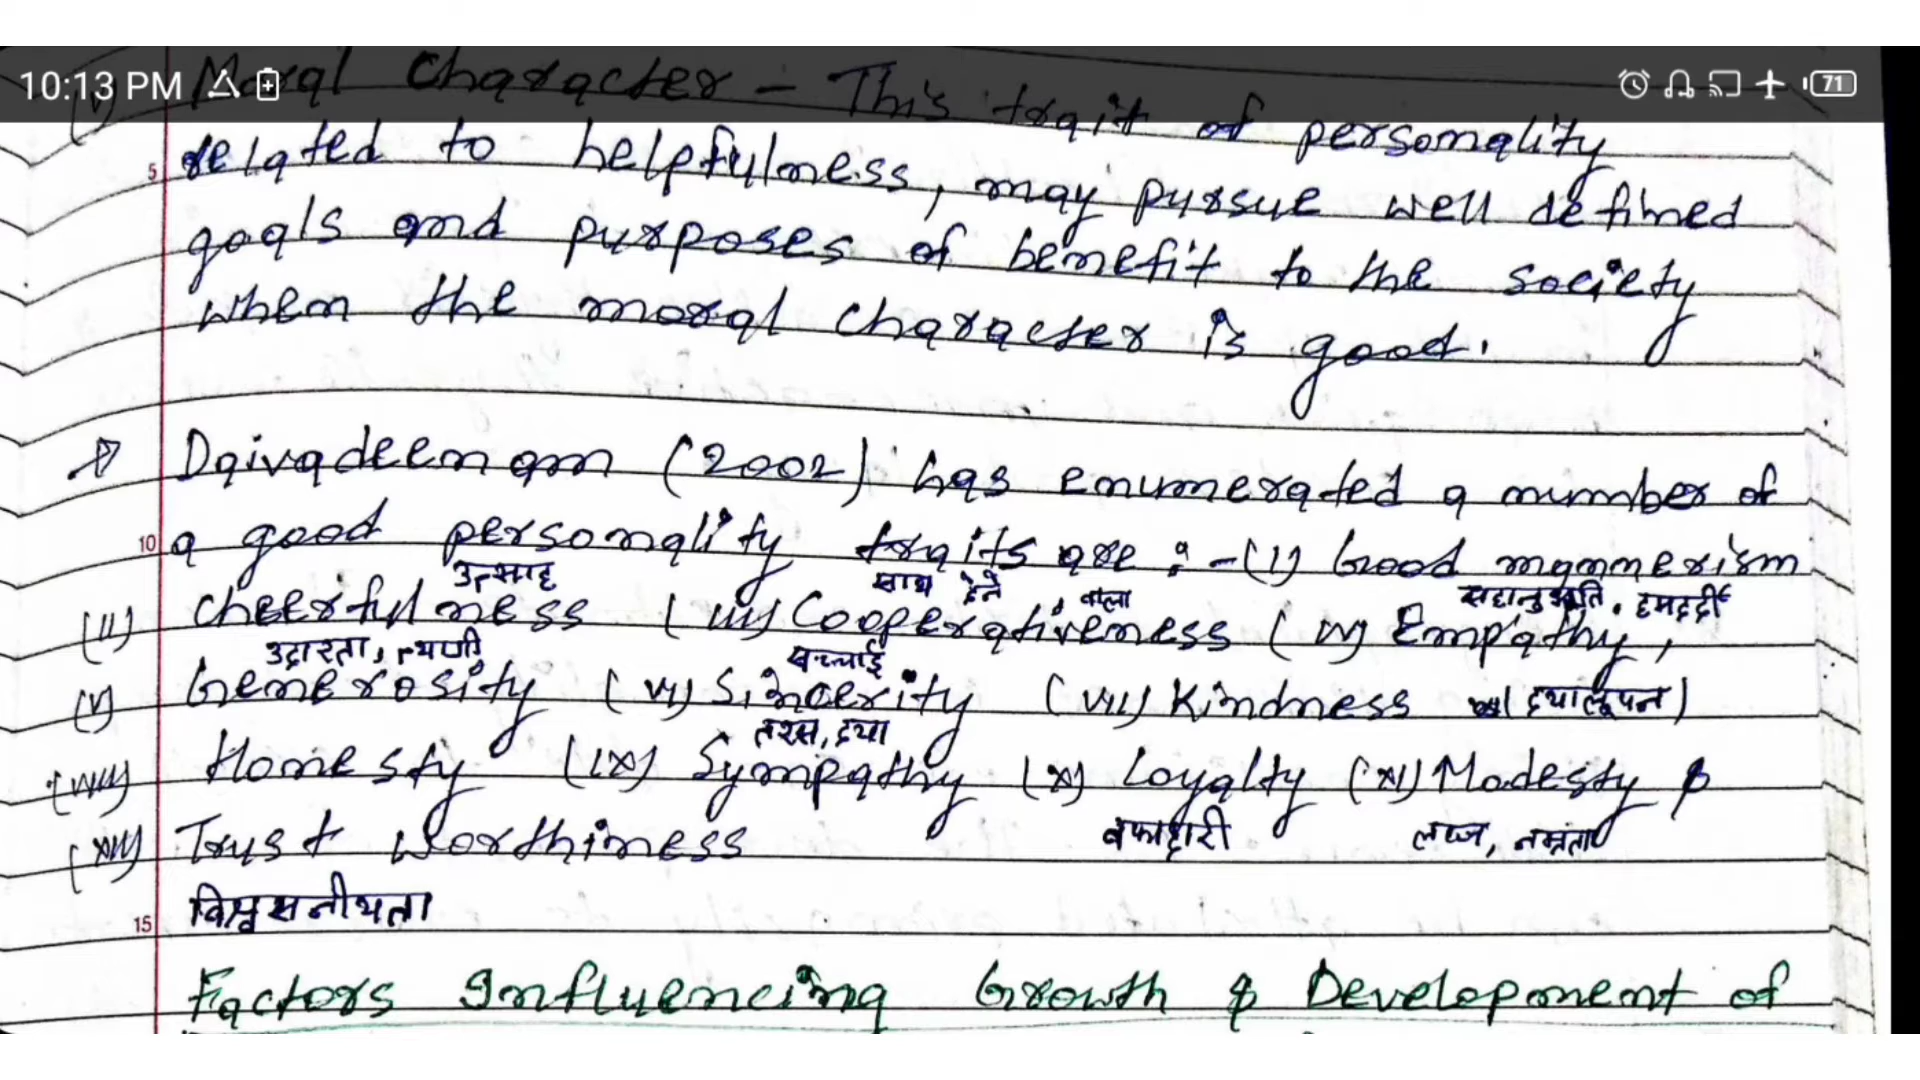 10:13 PM
71
Moral Character - This trait of personality
5 related to helpfulness, may pursue well defined
goals and purposes of benefit to the society
when the moral character is good.
Daivadeenam (2002) has enumerated a number of
10 a good personality traits are :- (I) Good mannerism
उत्साह साथ देने वाला सहानुभूति, हमदर्दी
(II) Cheerfulness (III) Cooperativeness (IV) Empathy,
उदारता, सच्चाई
(V) Generosity (VI) Sincerity (VII) Kindness (दयालूपन)
तरस, दया
(VIII) Honesty (IX) Sympathy (X) Loyalty (XI) Modesty &
(XII) Trust worthiness वफादारी लज्ज, नम्रता
विश्वसनीयता
15
Factors Influencing Growth & Development of